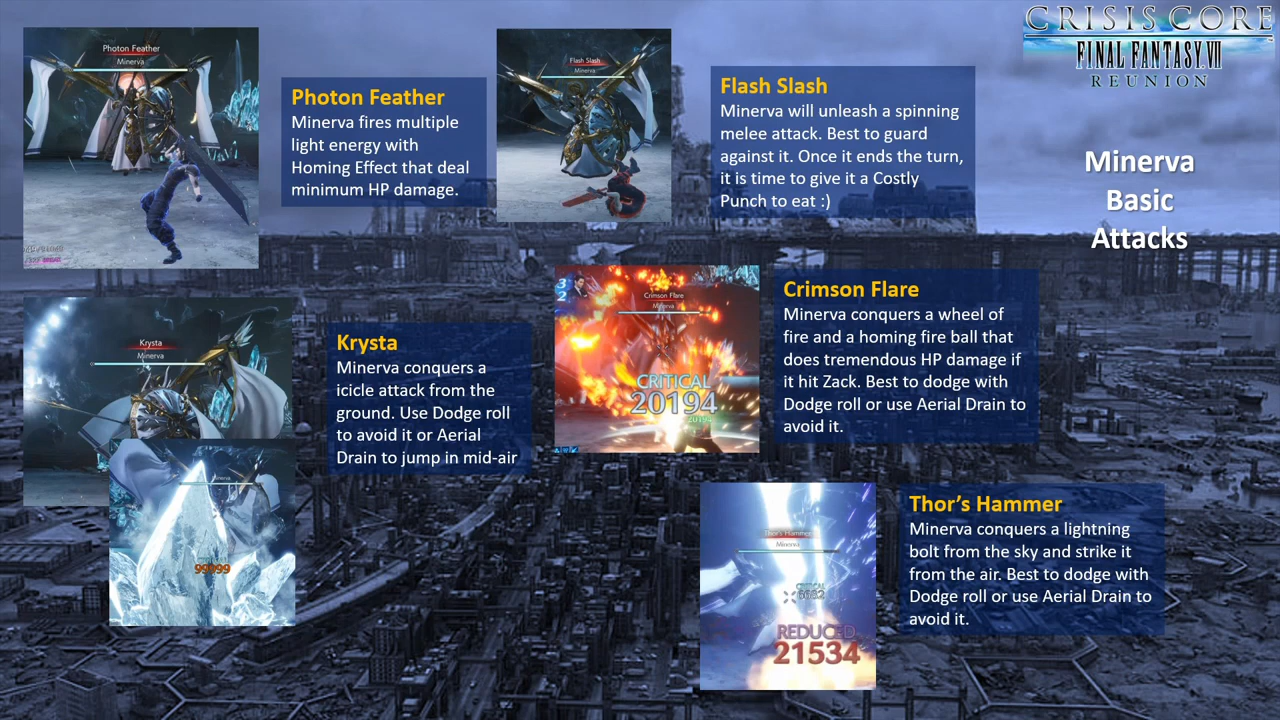 CRISIS CORE
FINAL FANTASY VII
REUNION
Minerva
Basic
Attacks
Photon Feather
Minerva
Photon Feather
Minerva fires multiple
light energy with
Homing Effect that deal
minimum HP damage.
Flash Slash
Minerva
Flash Slash
Minerva will unleash a spinning
melee attack. Best to guard
against it. Once it ends the turn,
it is time to give it a Costly
Punch to eat :)
Krysta
Minerva
Minerva
99999
Krysta
Minerva conquers a
icicle attack from the
ground. Use Dodge roll
to avoid it or Aerial
Drain to jump in mid-air
3
2
Crimson Flare
Minerva
CRITICAL
20194
20194
Crimson Flare
Minerva conquers a wheel of
fire and a homing fire ball that
does tremendous HP damage if
it hit Zack. Best to dodge with
Dodge roll or use Aerial Drain to
avoid it.
Thor's Hammer
Minerva
CRITICAL
REDUCED
21534
Thor’s Hammer
Minerva conquers a lightning
bolt from the sky and strike it
from the air. Best to dodge with
Dodge roll or use Aerial Drain to
avoid it.